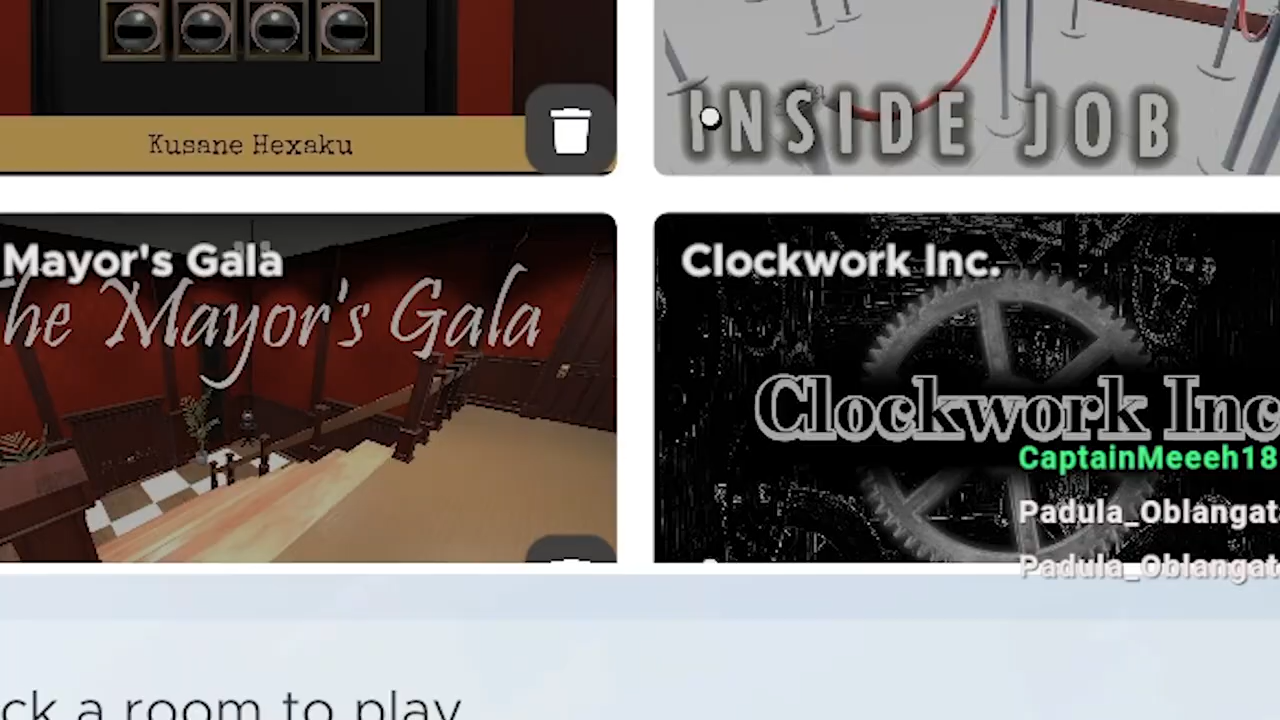 Kusane Hexaku
INSIDE JOB
Mayor's Gala
he Mayor's Gala
Clockwork Inc.
Clockwork Inc
CaptainMeeeh18
Padula_Oblangat
Padula_Oblangat
ck a room to play